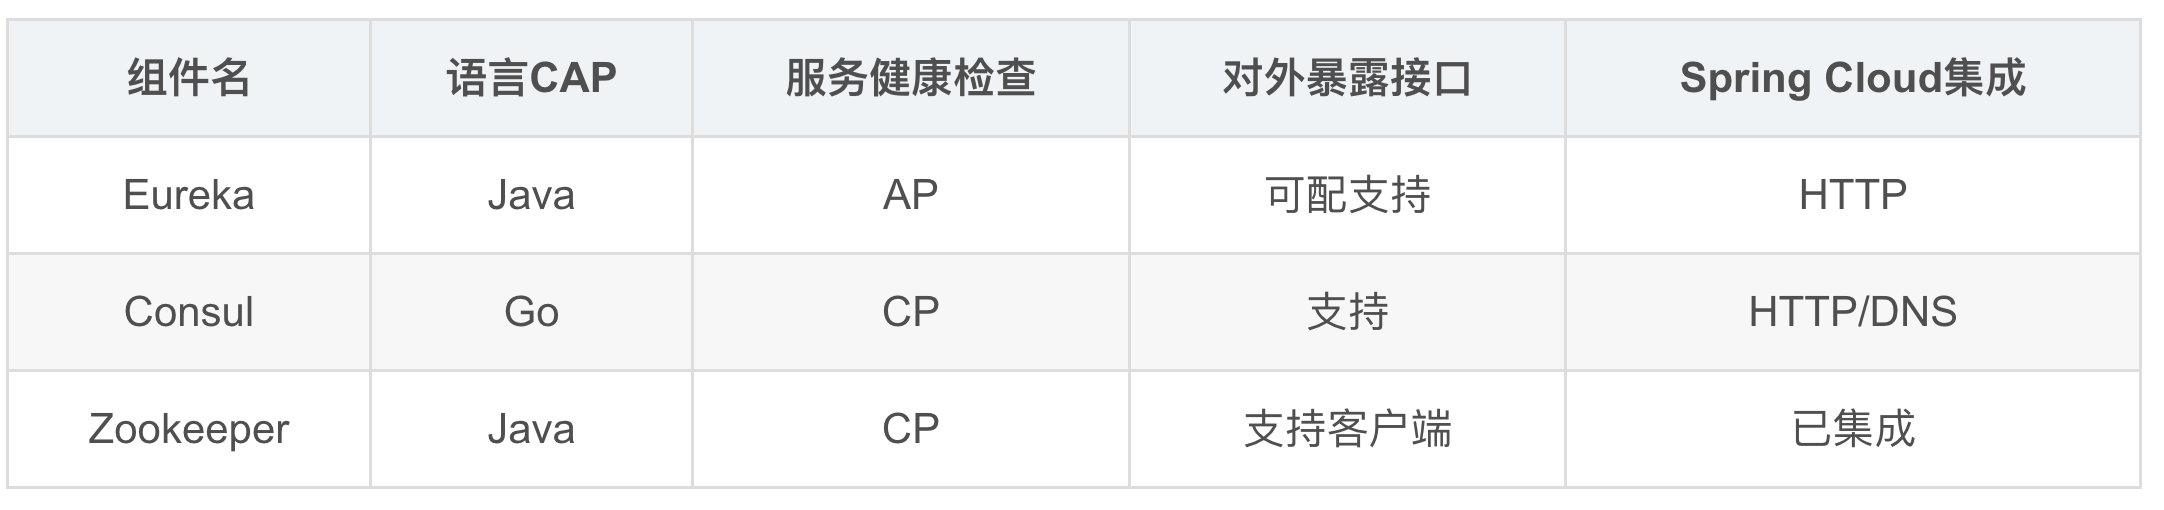 组件名 语言CAP 服务健康检查 对外暴露接口 Spring Cloud集成
Eureka Java AP 可配支持 HTTP
Consul Go CP 支持 HTTP/DNS
Zookeeper Java CP 支持客户端 已集成